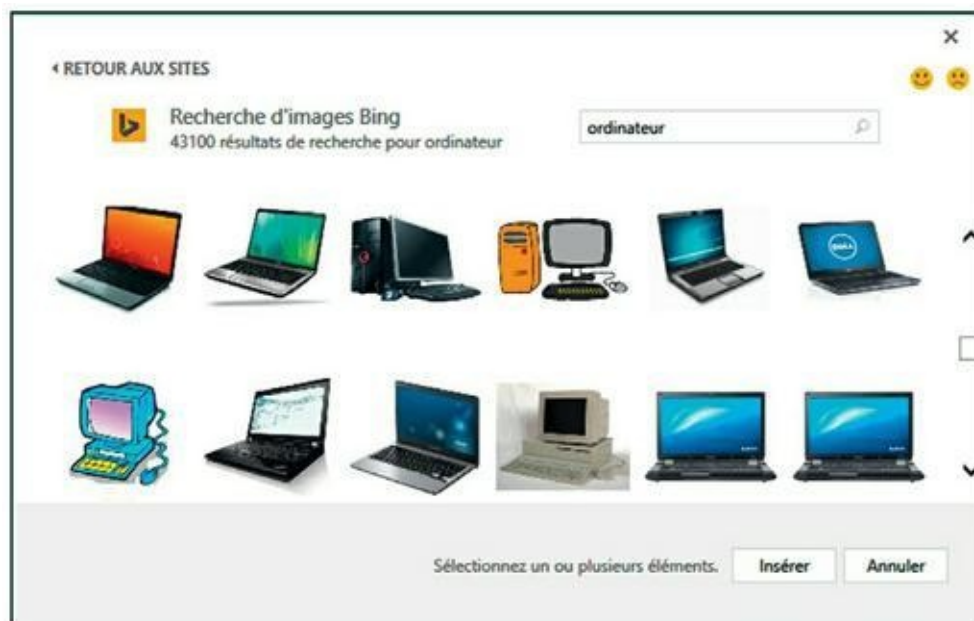 RETOUR AUX SITES
Recherche d'images Bing
43100 résultats de recherche pour ordinateur
ordinateur
DELL
Sélectionnez un ou plusieurs éléments.
Insérer
Annuler